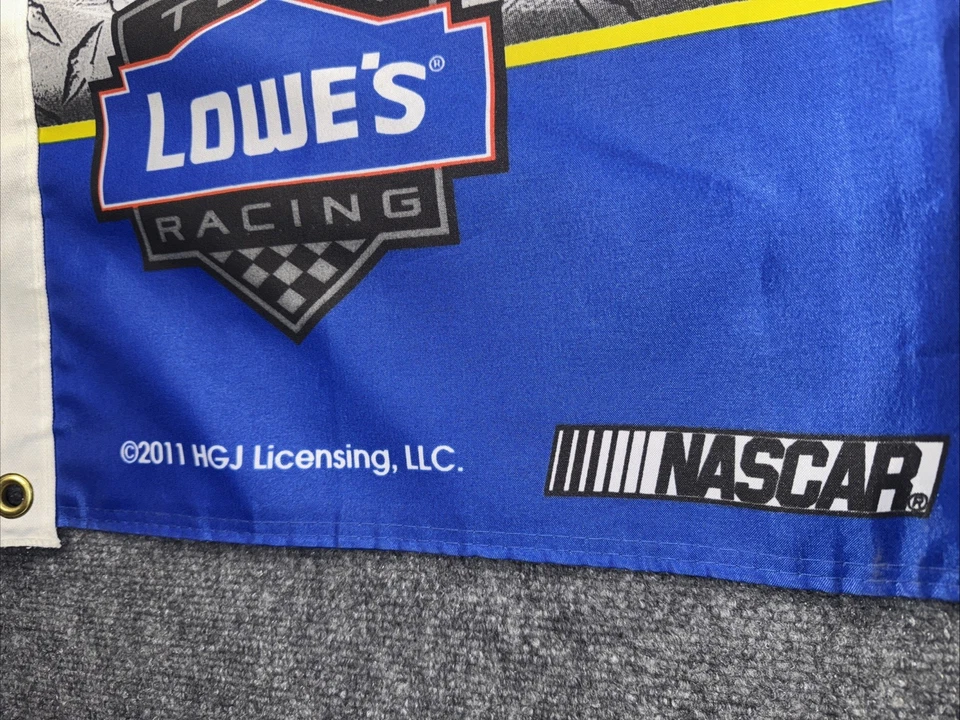 LOWE'S®
RACING
©2011 HGJ Licensing, LLC.
NASCAR®